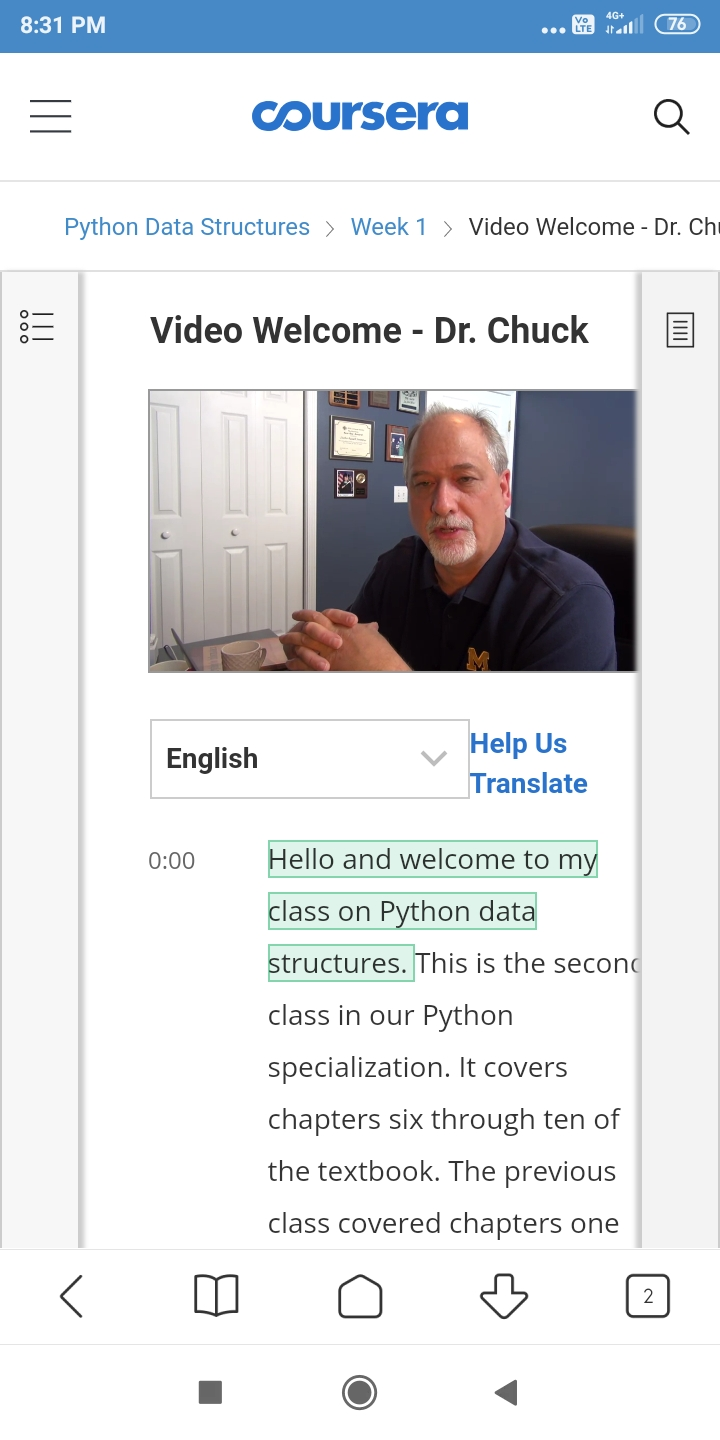 8:31 PM
Vo LTE 4G+ 76
coursera
Python Data Structures > Week 1 > Video Welcome - Dr.
Video Welcome - Dr. Chuck
M
English
Help Us
Translate
0:00 Hello and welcome to my
class on Python data
structures. This is the second
class in our Python
specialization. It covers
chapters six through ten of
the textbook. The previous
class covered chapters one
2